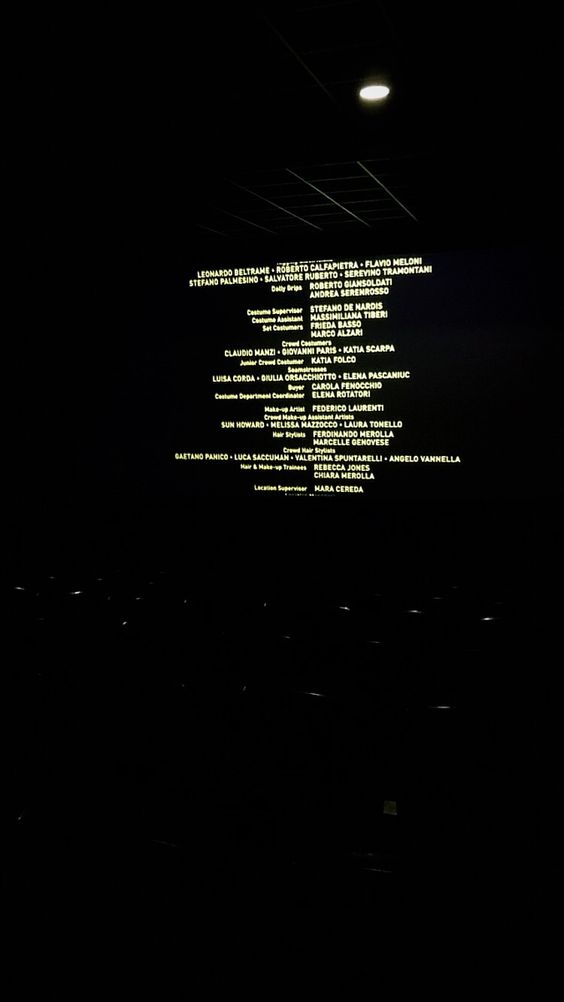 LEONARDO BELTRAME • ROBERTO CALFAPIETRA • FLAVIO MELONI
STEFANO PALMESINO • SALVATORE RUBERTO • SEREVINO TRAMONTANI
Dolly Grips ROBERTO GIANSOLDATI
ANDREA SERENROSSO
Costume Supervisor STEFANO DE NARDIS
Costume Assistant MASSIMILIANA TIBERI
Set Costumers FRIEDA BASSO
MARCO ALZARI
Crowd Costumers
CLAUDIO MANZI • GIOVANNI PARIS • KATIA SCARPA
Junior Crowd Costumer KATIA FOLCO
Seamstresses
LUISA CORDA • GIULIA ORSACCHIOTTO • ELENA PASCANIUC
Buyer CAROLA FENOCCHIO
Costume Department Coordinator ELENA ROTATORI
Make-up Artist FEDERICO LAURENTI
Crowd Make-up Assistant Artists
SUN HOWARD • MELISSA MAZZOCCO • LAURA TONELLO
Hair Stylists FERDINANDO MEROLLA
MARCELLE GENOVESE
Crowd Hair Stylists
GAETANO PANICO • LUCA SACCUMAN • VALENTINA SPUNTARELLI • ANGELO VANNELLA
Hair & Make-up Trainees REBECCA JONES
CHIARA MEROLLA
Location Supervisor MARA CEREDA